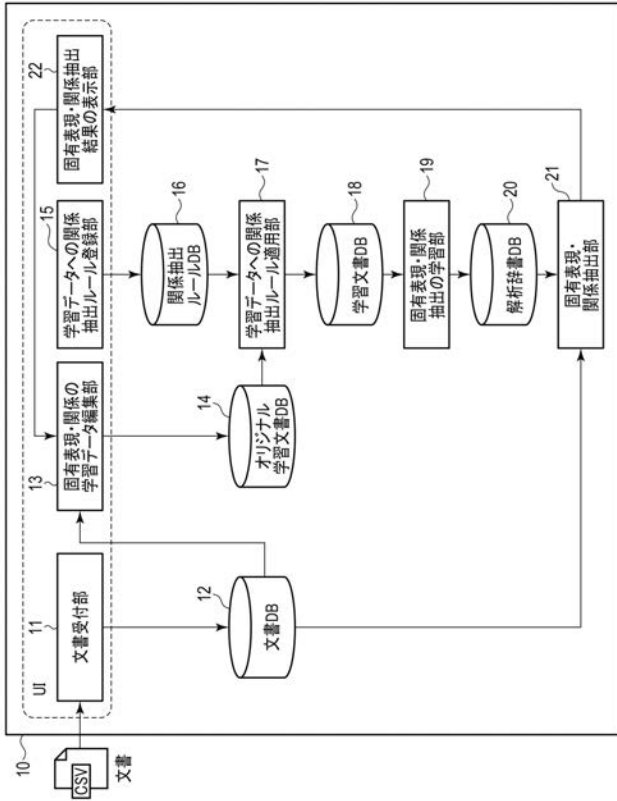 10
CSV
文書
UI
11
文書受付部
13
固有表現・関係の
学習データ編集部
15
学習データへの関係
抽出ルール登録部
22
固有表現・関係抽出
結果の表示部
12
文書DB
14
オリジナル
学習文書DB
16
関係抽出
ルールDB
17
学習データへの関係
抽出ルール適用部
18
学習文書DB
19
固有表現・関係
抽出の学習部
20
解析辞書DB
21
固有表現・
関係抽出部